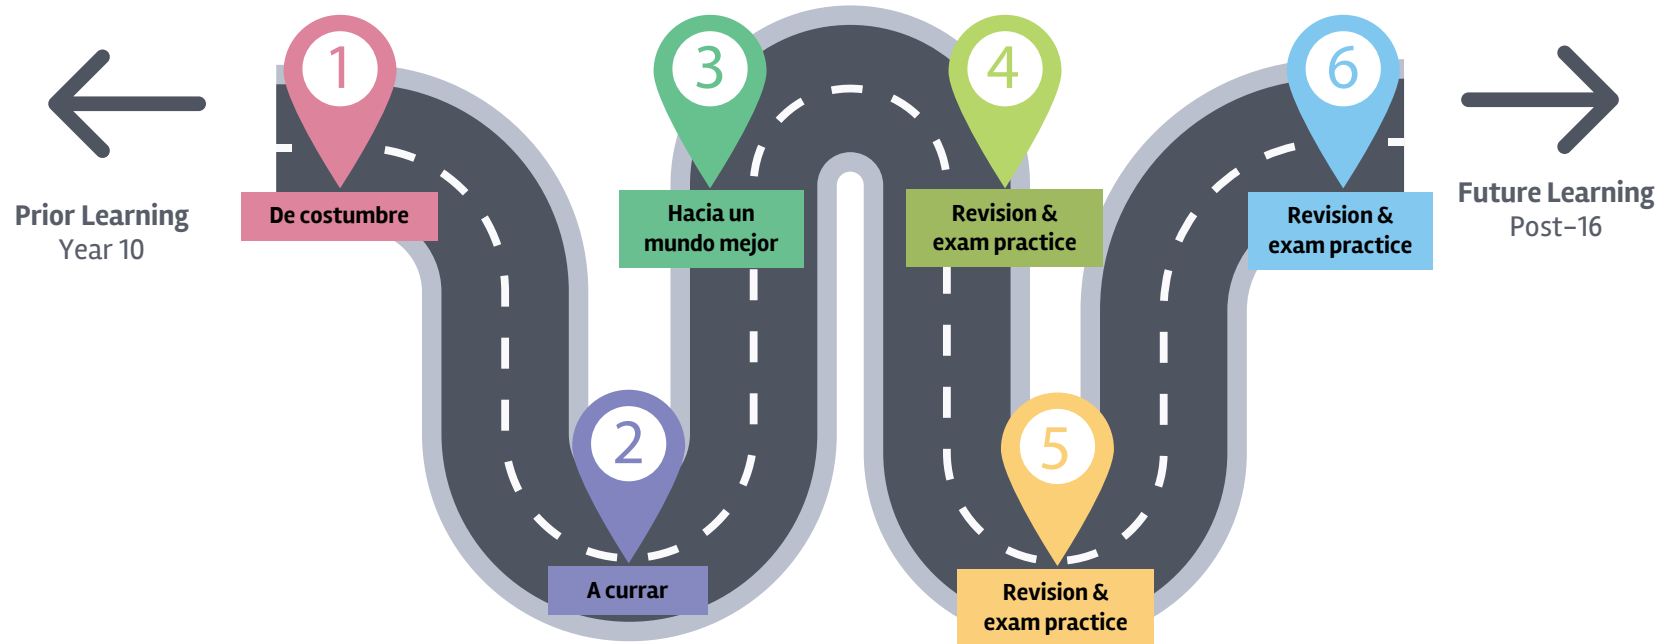 Prior Learning
Year 10
1
De costumbre
2
A currar
3
Hacia un
mundo mejor
4
Revision &
exam practice
5
Revision &
exam practice
6
Revision &
exam practice
Future Learning
Post-16